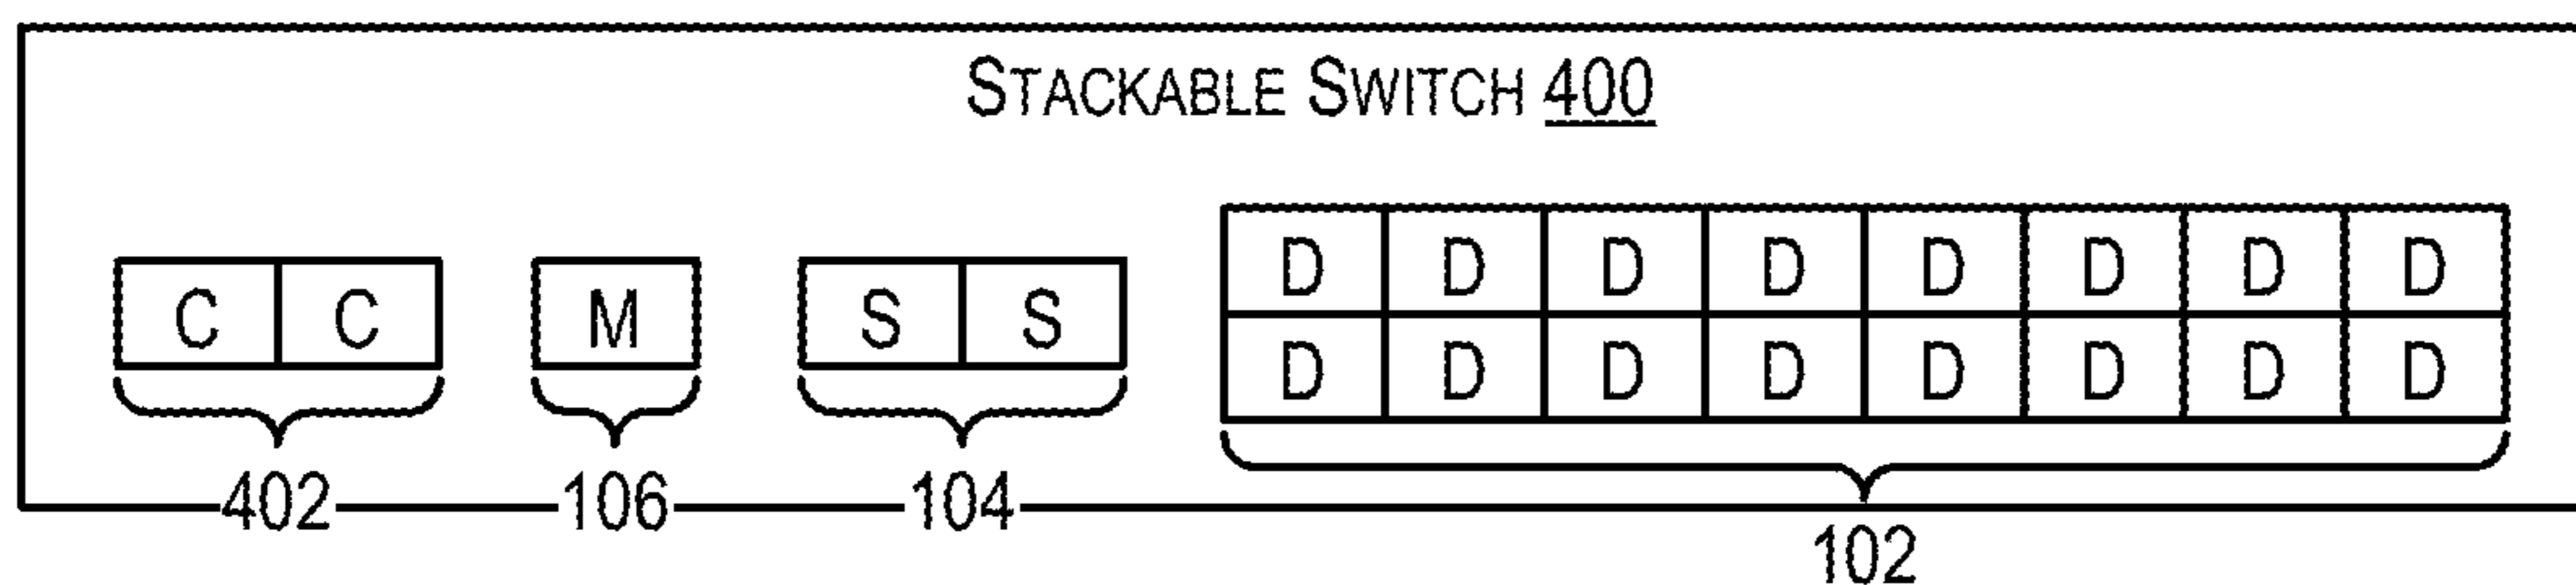 STACKABLE SWITCH 400
D D D D D D D D
C C M S S
D D D D D D D D
402 106 104
102